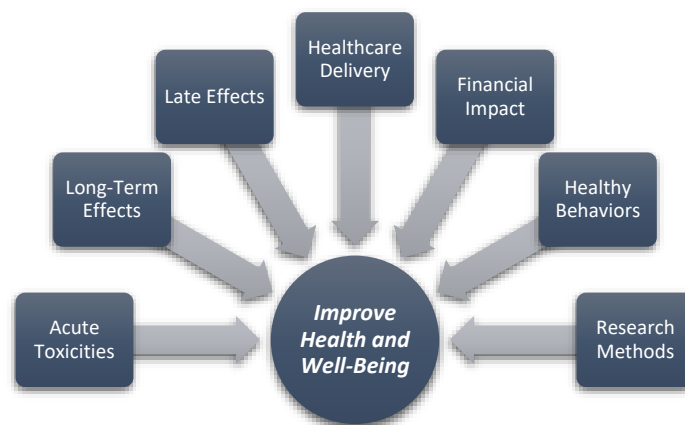 Acute
Toxicities
Long-Term
Effects
Late Effects
Healthcare
Delivery
Financial
Impact
Healthy
Behaviors
Research
Methods
Improve
Health and
Well-Being